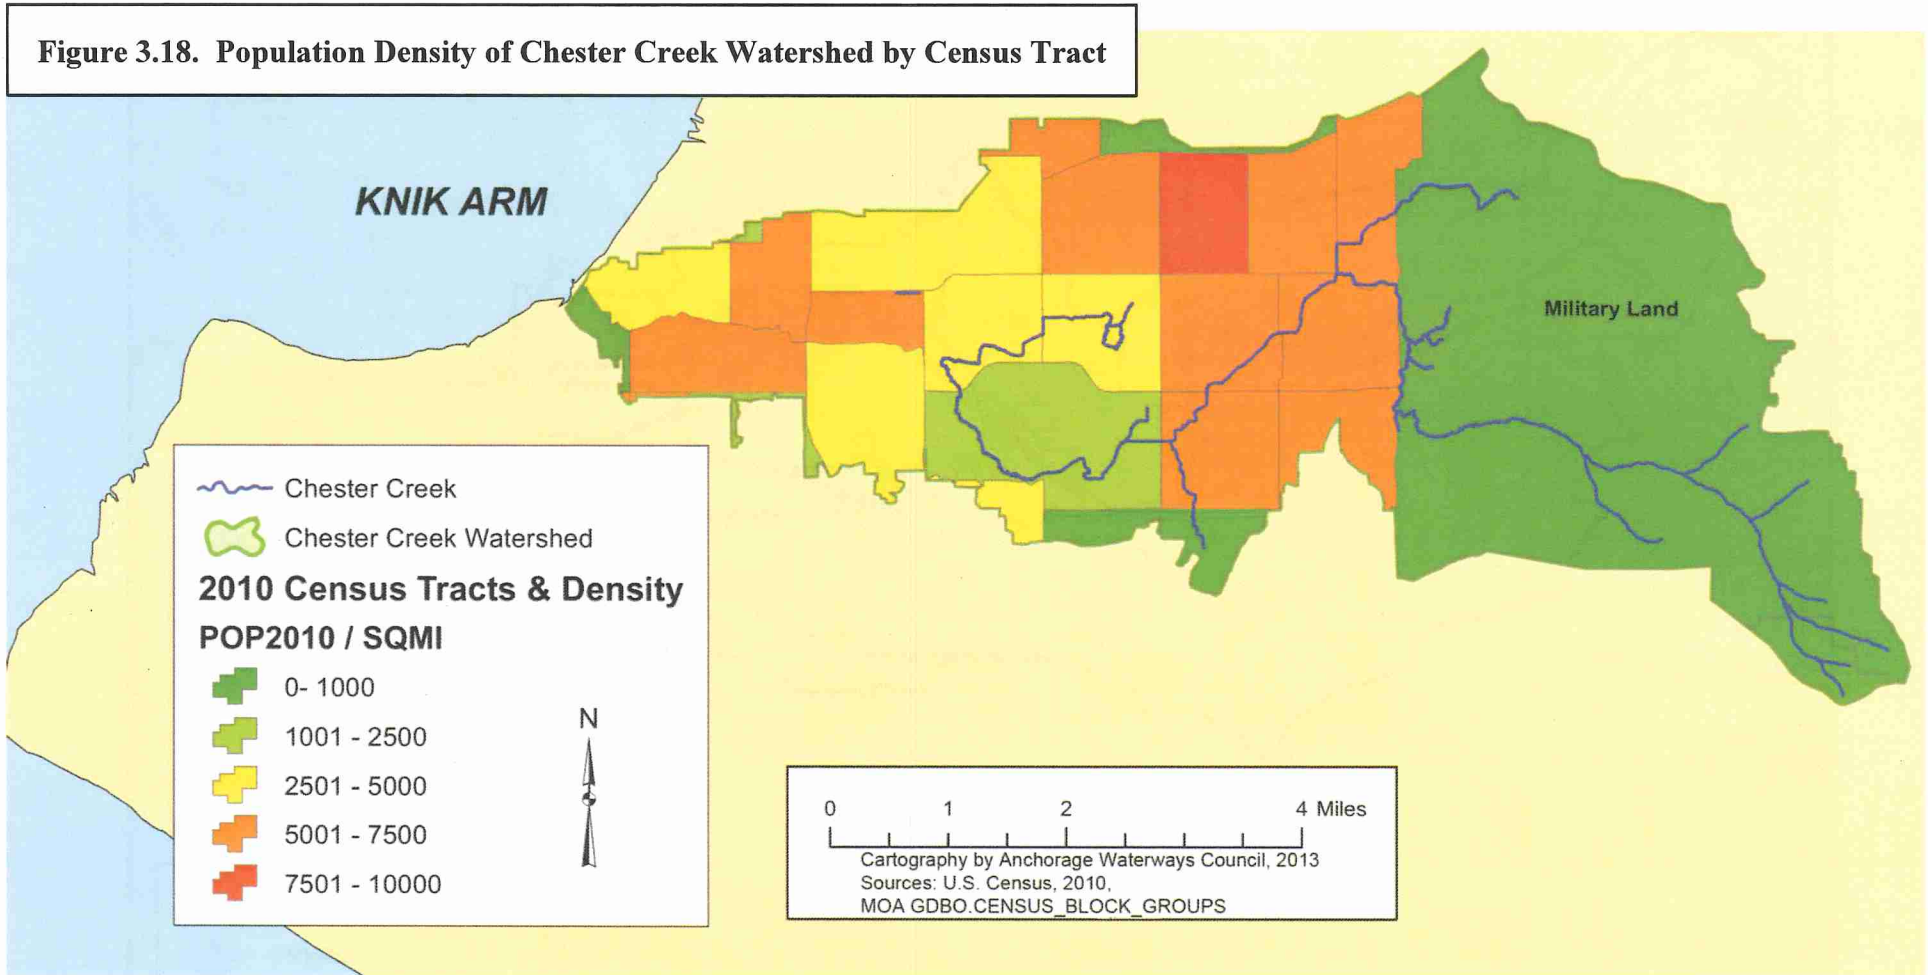 Figure 3.18.  Population Density of Chester Creek Watershed by Census Tract
KNIK ARM
Military Land
Chester Creek
Chester Creek Watershed
2010 Census Tracts & Density
POP2010 / SQMI
0- 1000
1001 - 2500
2501 - 5000
5001 - 7500
7501 - 10000
N
0 1 2 4 Miles
Cartography by Anchorage Waterways Council, 2013
Sources: U.S. Census, 2010,
MOA GDBO.CENSUS_BLOCK_GROUPS